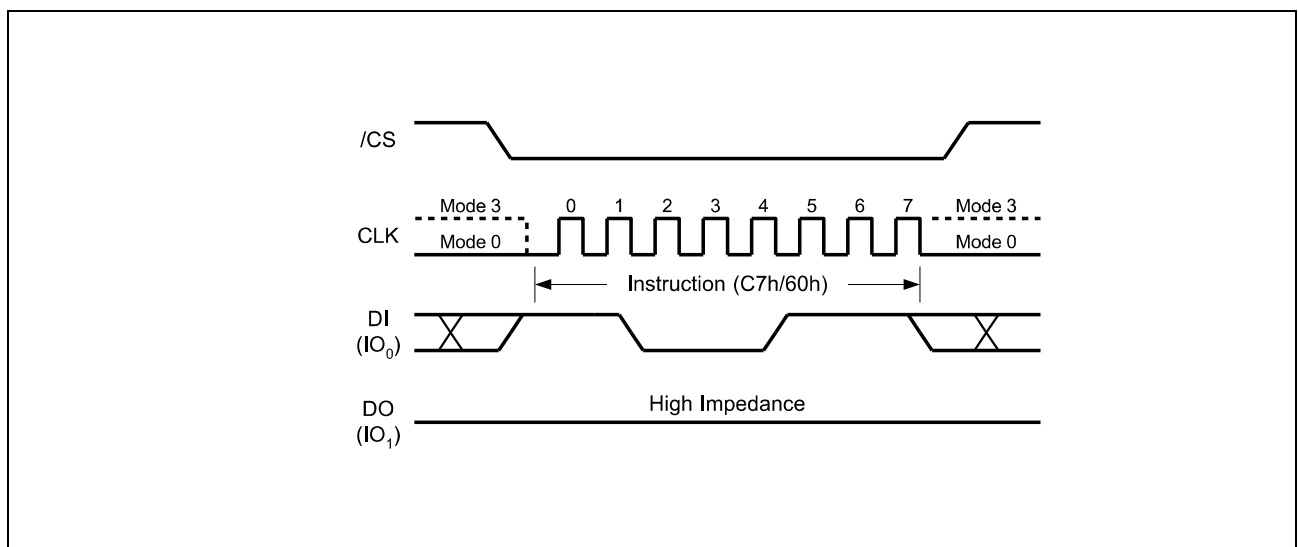 /CS
Mode 3 0 1 2 3 4 5 6 7 Mode 3
CLK
Mode 0 Mode 0
Instruction (C7h/60h)
DI
(IO₀)
High Impedance
DO
(IO₁)